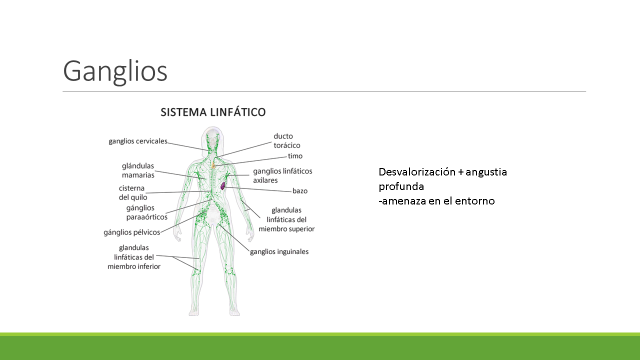 Ganglios
SISTEMA LINFÁTICO
ganglios cervicales
glándulas
mamarias
cisterna
del quilo
gánglios
paraaórticos
gánglios pélvicos
glandulas
linfáticas del
miembro inferior
ducto
torácico
timo
ganglios linfáticos
axilares
bazo
glandulas
linfáticas del
miembro superior
ganglios inguinales
Desvalorización + angustia
profunda
-amenaza en el entorno